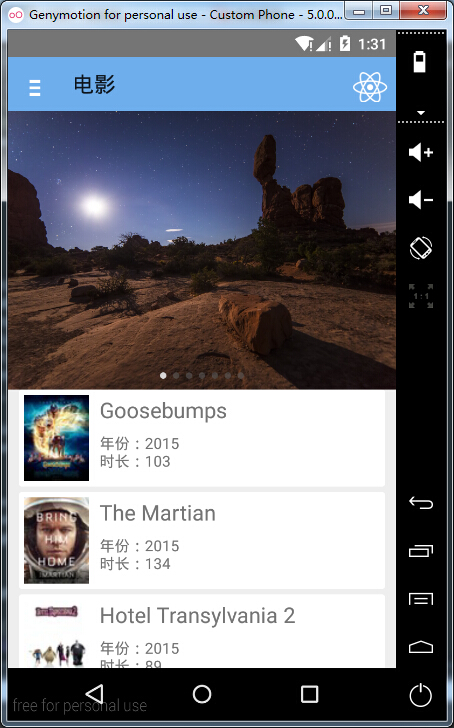 Genymotion for personal use - Custom Phone - 5.0.0...
1:31
电影
1:1
Goosebumps
年份：2015
时长：103
The Martian
年份：2015
时长：134
BRING
HIM
HOME
MARTIAN
Hotel Transylvania 2
年份：2015
时长：89
free for personal use